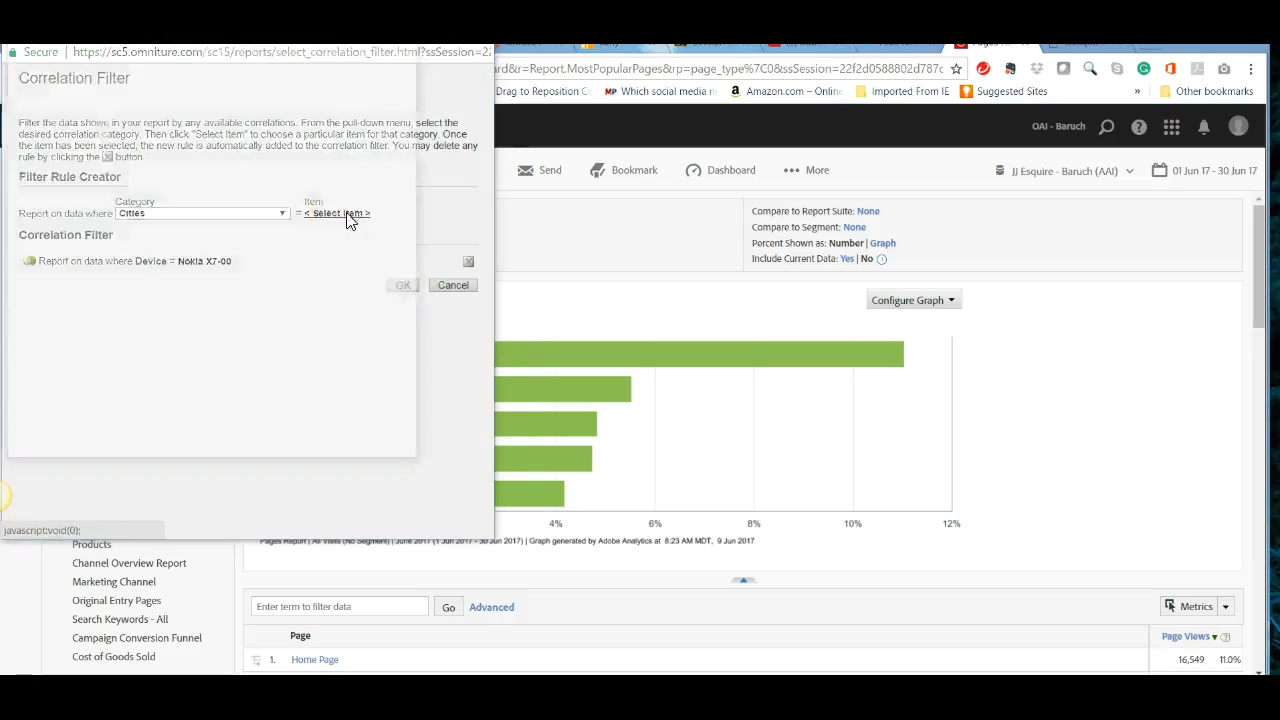 Secure | https://sc5.omniture.com/sc15/reports/select_correlation_filter.html?ssSession=22
ard&r=Report.MostPopularPages&rp=page_type%7C0&ssSession=22f2d0588802d787c
Drag to Reposition Cc
MP Which social media n
Amazon.com – Online
Imported From IE
Suggested Sites
»
Other bookmarks
Correlation Filter
Filter the data shown in your report by any available correlations. From the pull-down menu, select the
desired correlation category. Then click "Select Item" to choose a particular item for that category. Once
the item has been selected, the new rule is automatically added to the correlation filter. You may delete any
rule by clicking the button.
Filter Rule Creator
Category
Item
Report on data where Cities = < Select Item >
Correlation Filter
Report on data where Device = Nokia X7-00
OK
Cancel
javascript:void(0);
OAI - Baruch
Send
Bookmark
Dashboard
More
JJ Esquire - Baruch (AAI)
01 Jun 17 - 30 Jun 17
Compare to Report Suite: None
Compare to Segment: None
Percent Shown as: Number | Graph
Include Current Data: Yes | No
Configure Graph
4% 6% 8% 10% 12%
Pages Report | All Visits (No Segment) | June 2017 (1 Jun 2017 - 30 Jun 2017) | Graph generated by Adobe Analytics at 8:23 AM MDT, 9 Jun 2017
Products
Channel Overview Report
Marketing Channel
Original Entry Pages
Search Keywords - All
Campaign Conversion Funnel
Cost of Goods Sold
Enter term to filter data
Go
Advanced
Metrics
Page
Page Views
1. Home Page 16,549 11.0%